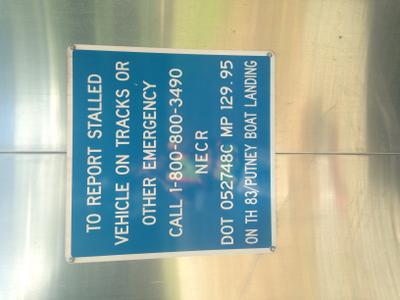 TO REPORT STALLED
VEHICLE ON TRACKS OR
OTHER EMERGENCY
CALL 1-800-800-3490
NECR
DOT 052748C MP 129.95
ON TH 83/PUTNEY BOAT LANDING